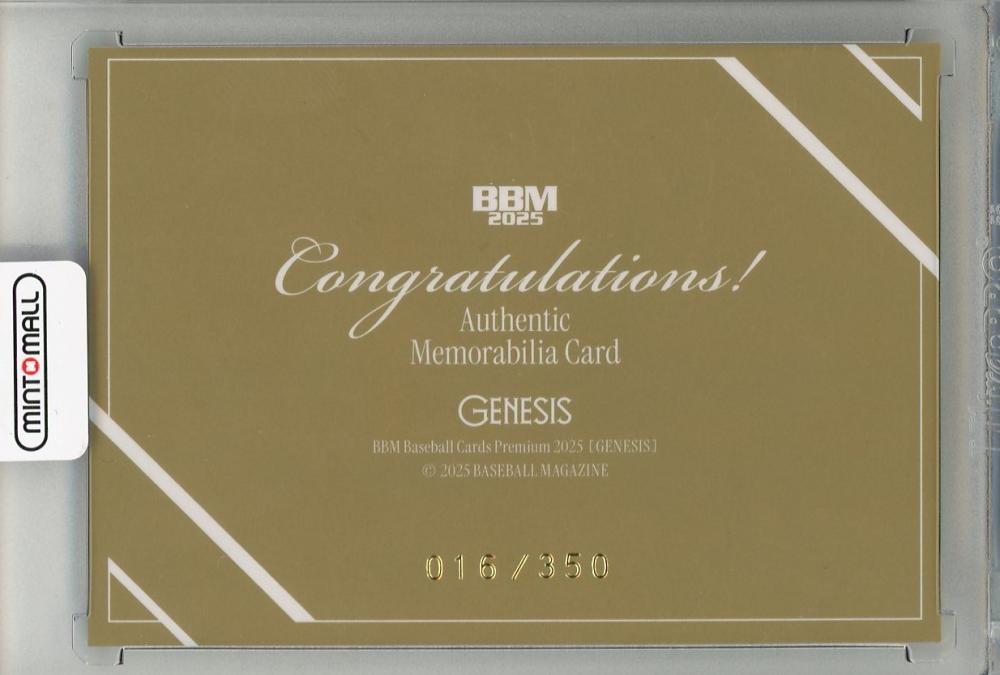 BBM
2025
Congratulations!
Authentic
Memorabilia Card
GENESIS
BBM Baseball Cards Premium 2025 [GENESIS]
© 2025 BASEBALL MAGAZINE
016/350
MINTOMALL